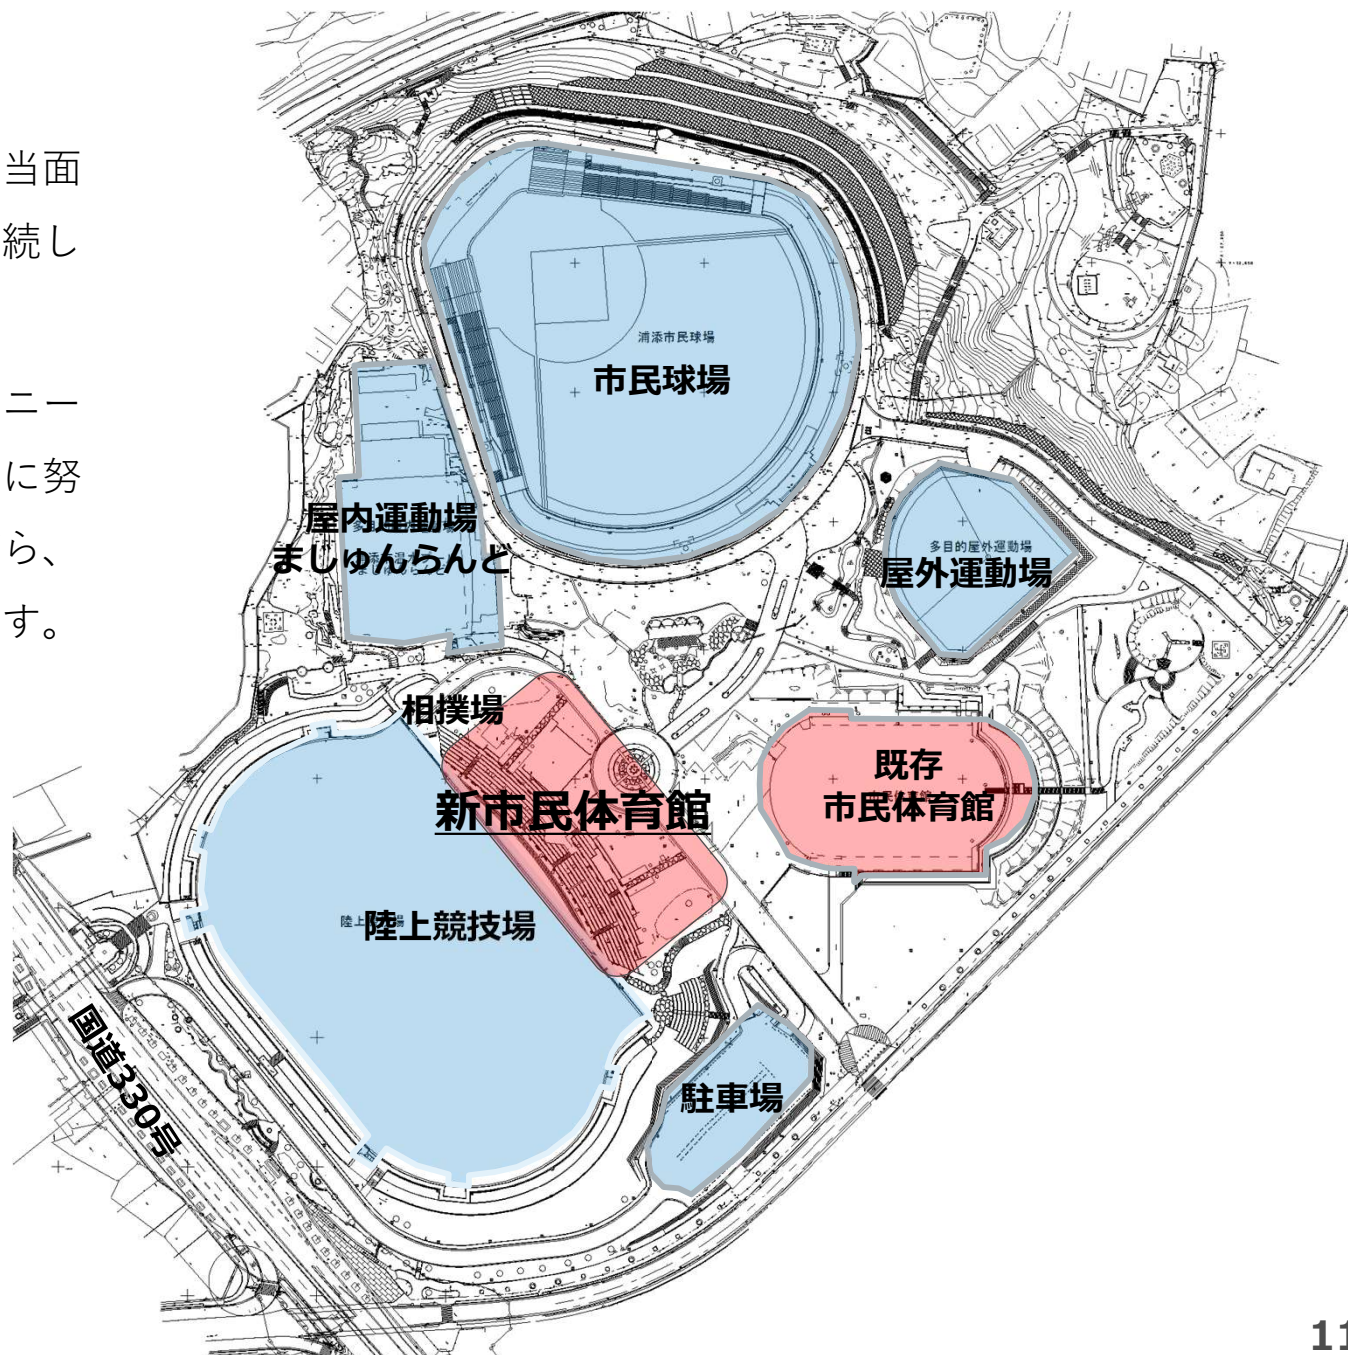 当面
続し
ニー
に努
ら、
す。
浦添市民球場
市民球場
屋内運動場
まじゅんらんど
多目的屋外運動場
屋外運動場
相撲場
既存
市民体育館
新市民体育館
陸上競技場
駐車場
国道330号
11